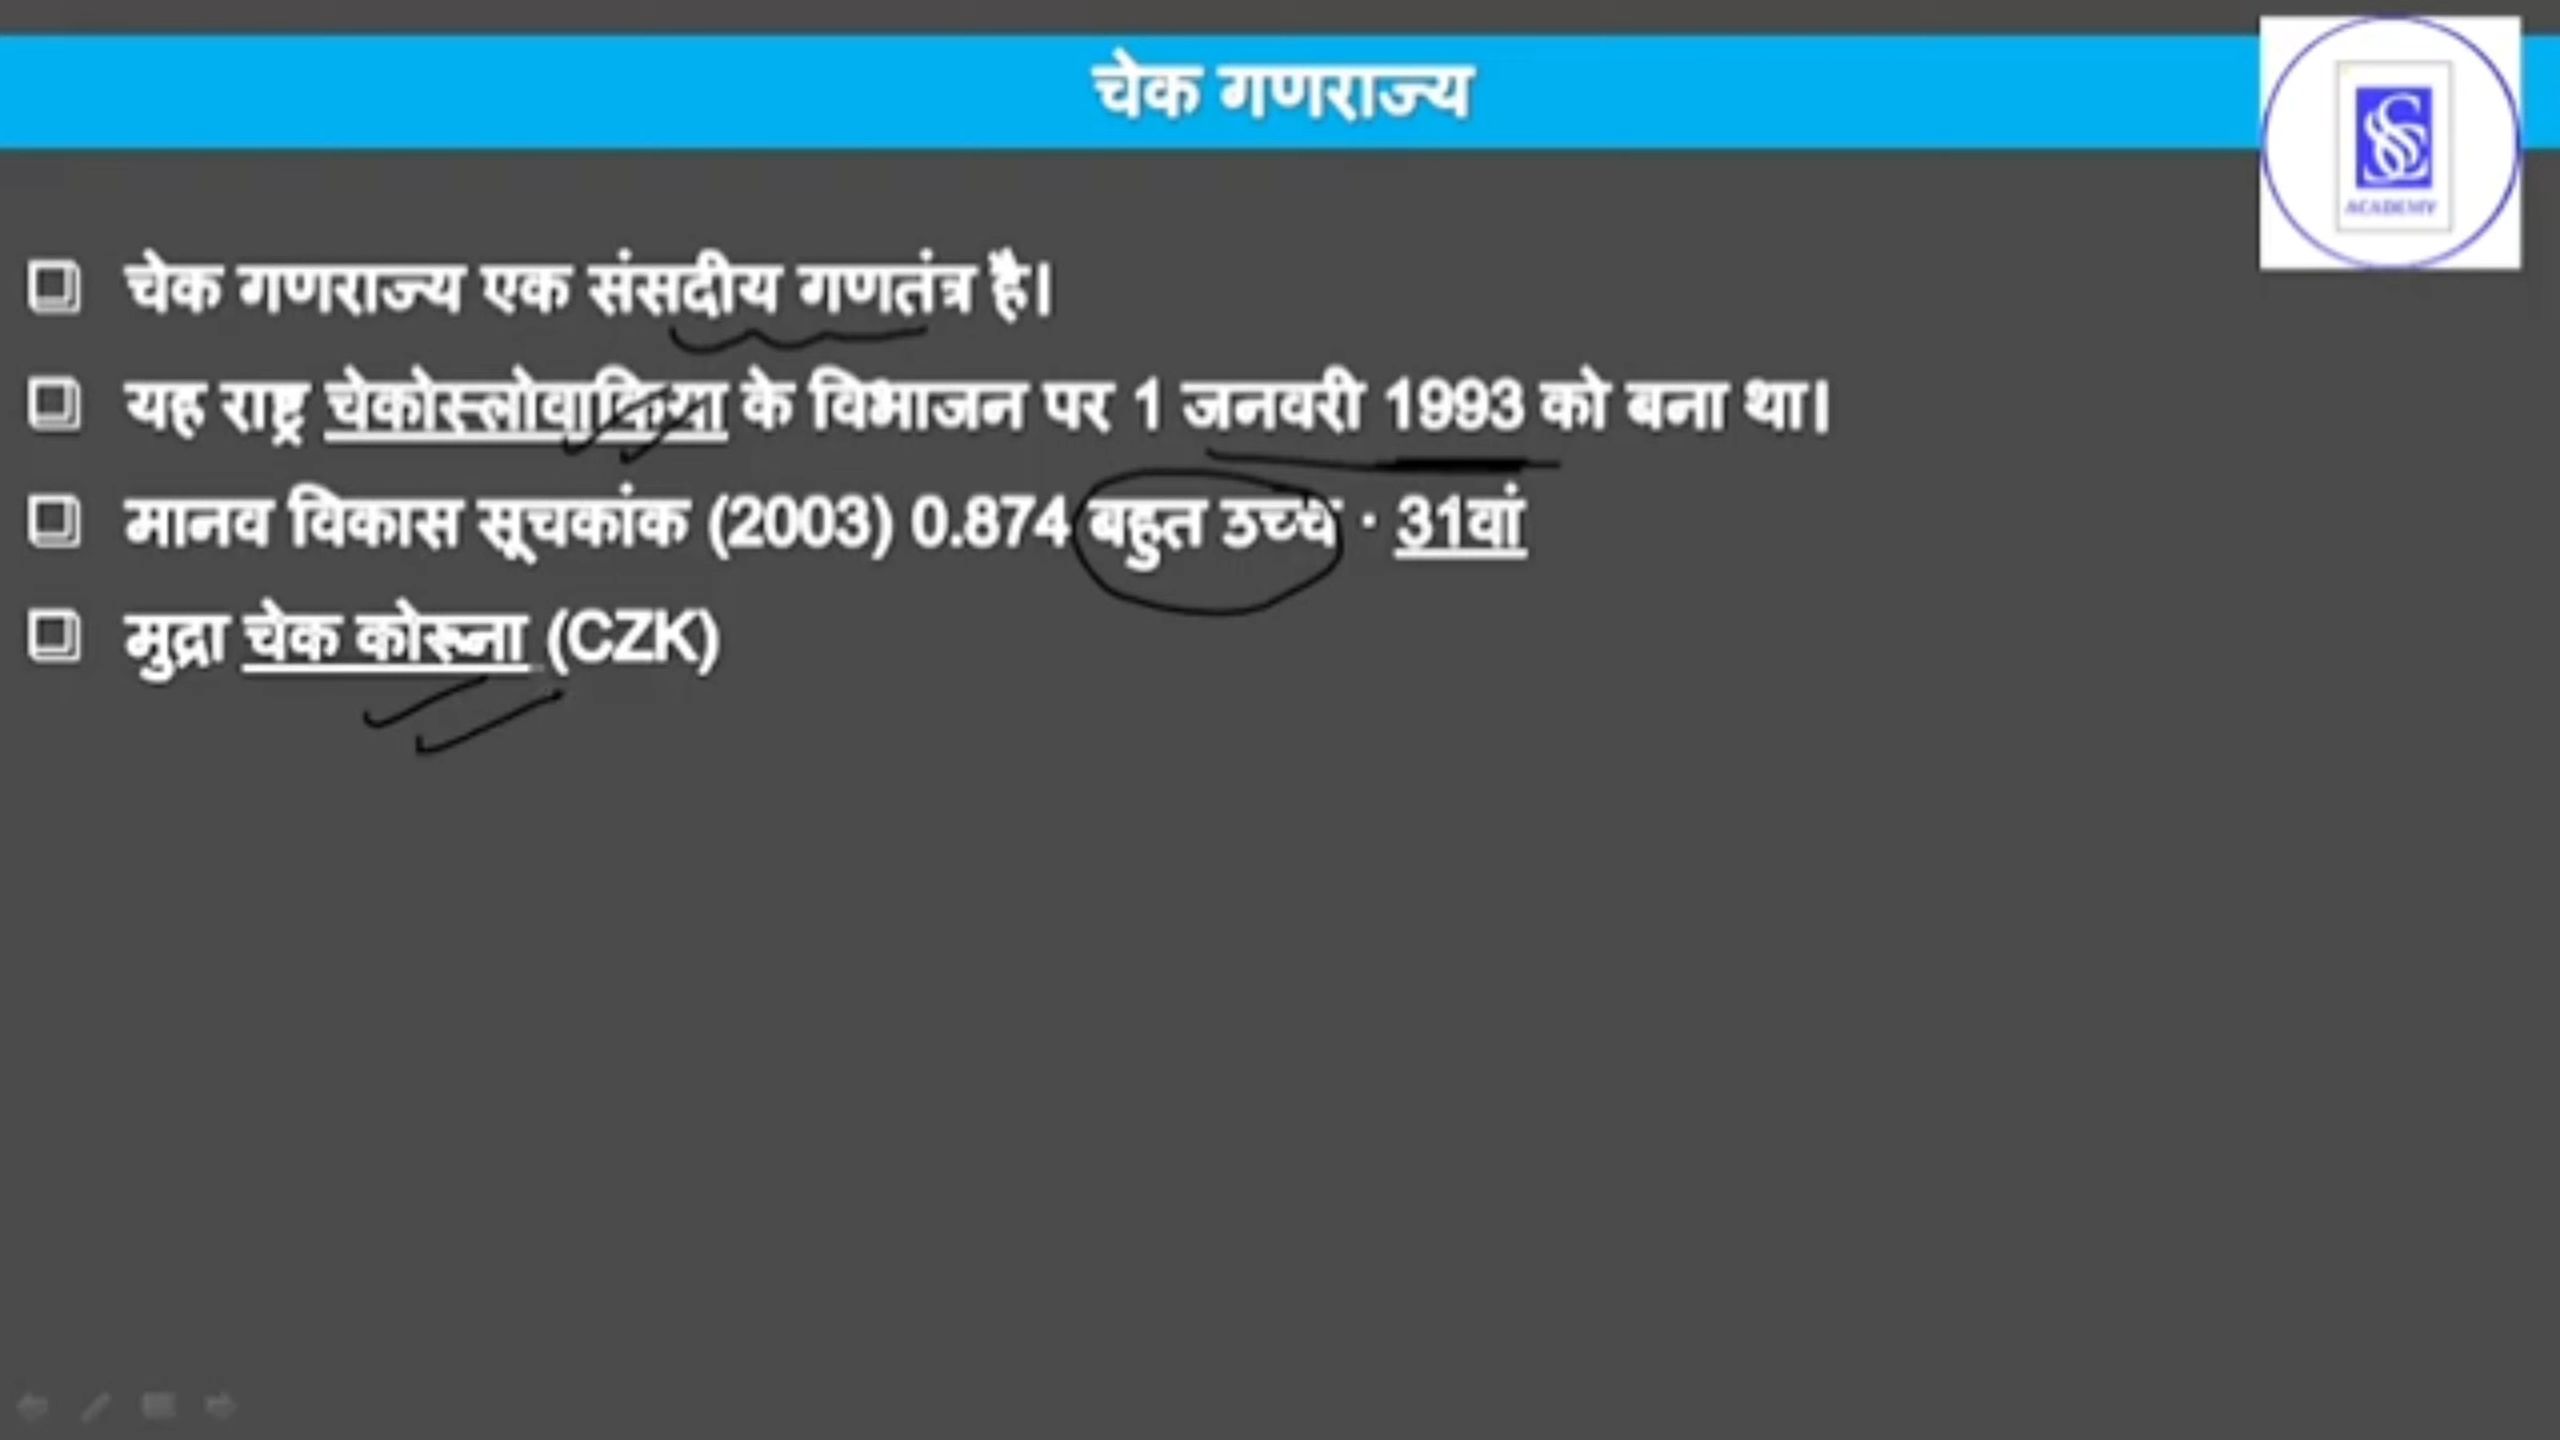 चेक गणराज्य
ACADEMY
चेक गणराज्य एक संसदीय गणतंत्र है।
यह राष्ट्र चेकोस्लोवाकिया के विभाजन पर 1 जनवरी 1993 को बना था।
मानव विकास सूचकांक (2003) 0.874 बहुत उच्च · 31वां
मुद्रा चेक कोरूना (CZK)